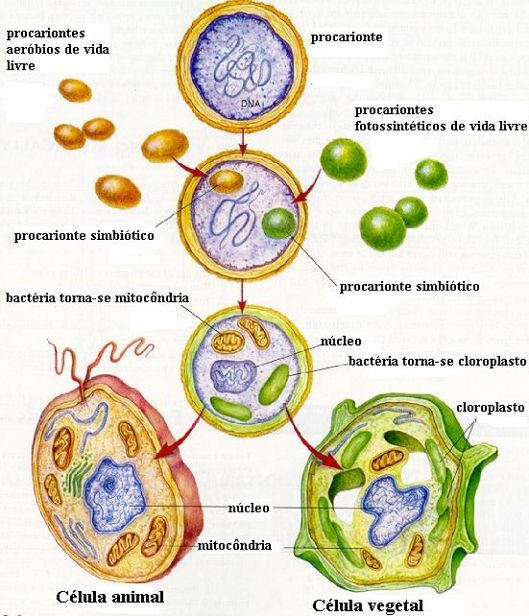 procariontes
aeróbios de vida
livre
procarionte
DNA
procariontes
fotossintéticos de vida livre
procarionte simbiótico
procarionte simbiótico
bactéria torna-se mitocôndria
núcleo
bactéria torna-se cloroplasto
cloroplasto
núcleo
mitocôndria
Célula animal
Célula vegetal